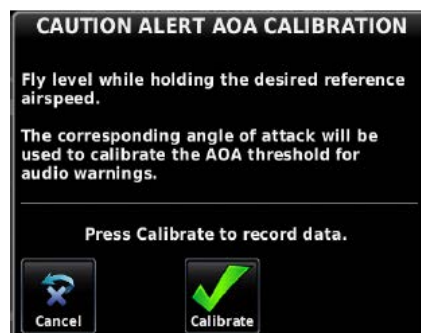 CAUTION ALERT AOA CALIBRATION
Fly level while holding the desired reference
airspeed.
The corresponding angle of attack will be
used to calibrate the AOA threshold for
audio warnings.
Press Calibrate to record data.
Cancel
Calibrate